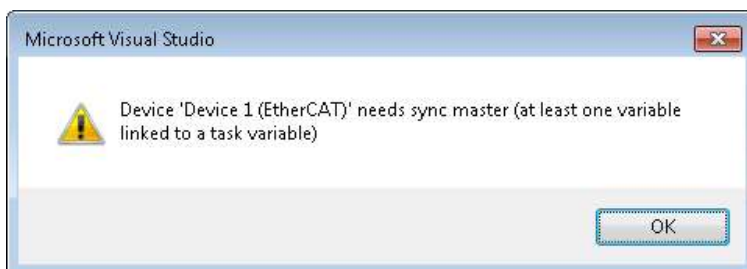 Microsoft Visual Studio
Device 'Device 1 (EtherCAT)' needs sync master (at least one variable
linked to a task variable)
OK